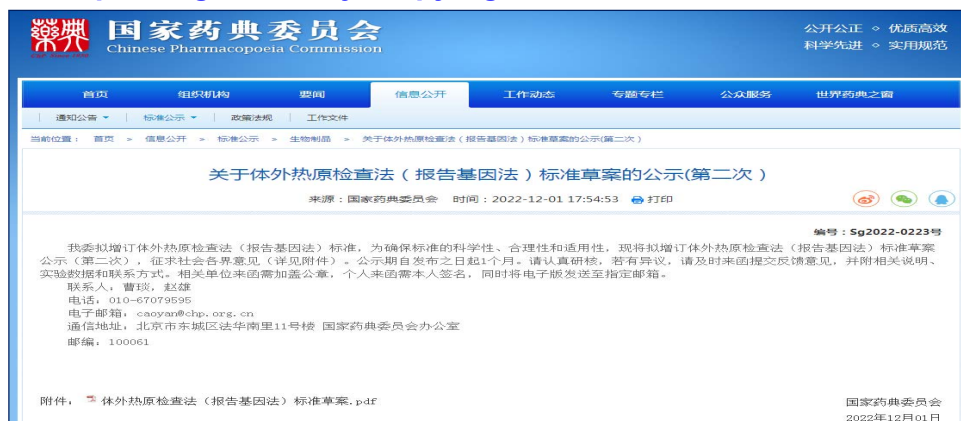 国家药典委员会
Chinese Pharmacopoeia Commission
公开公正 ◇ 优质高效
科学先进 ◇ 实用规范
首页 组织机构 要闻 信息公开 工作动态 专题专栏 公众服务 世界药典之窗
通知公告 标准公示 政策法规 工作文件
当前位置： 首页 > 信息公开 > 标准公示 > 生物制品 > 关于体外热原检查法（报告基因法）标准草案的公示(第二次）
关于体外热原检查法（报告基因法）标准草案的公示(第二次）
来源：国家药典委员会 时间：2022-12-01 17:54:53 打印
编号：Sg2022-0223号
我委拟增订体外热原检查法（报告基因法）标准，为确保标准的科学性、合理性和适用性，现将拟增订体外热原检查法（报告基因法）标准草案
公示（第二次），征求社会各界意见（详见附件）。公示期自发布之日起1个月。请认真研核，若有异议，请及时来函提交反馈意见，并附相关说明、
实验数据和联系方式。相关单位来函需加盖公章，个人来函需本人签名，同时将电子版发送至指定邮箱。
联系人：曹琰，赵雄
电话：010-67079595
电子邮箱：caoyan@chp.org.cn
通信地址：北京市东城区法华南里11号楼 国家药典委员会办公室
邮编：100061
附件： 体外热原检查法（报告基因法）标准草案.pdf
国家药典委员会
2022年12月01日